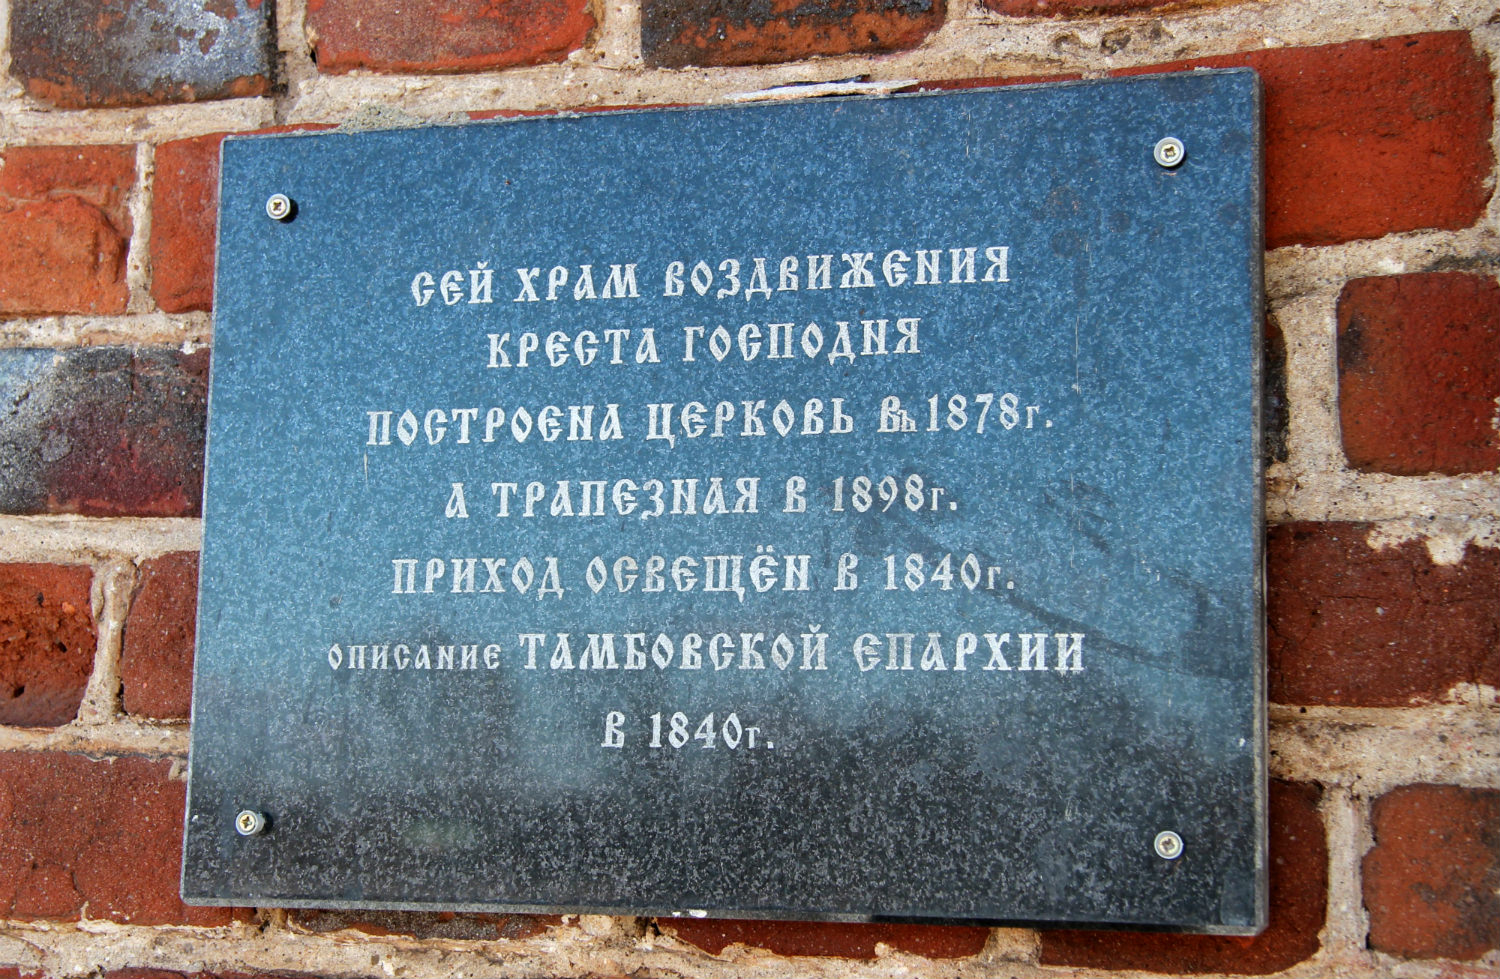 СЕЙ ХРАМ ВОЗДВИЖЕНИЯ
КРЕСТА ГОСПОДНЯ
ПОСТРОЕНА ЦЕРКОВЬ Въ 1878г.
А ТРАПЕЗНАЯ В 1898г.
ПРИХОД ОСВЕЩЁН В 1840г.
ОПИСАНИЕ ТАМБОВСКОЙ ЕПАРХИИ
В 1840г.